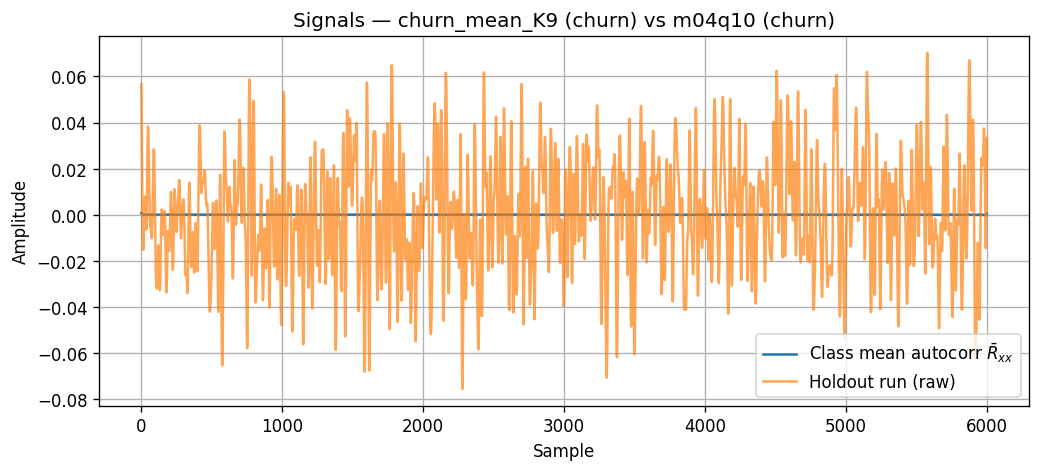 Signals — churn_mean_K9 (churn) vs m04q10 (churn)
Amplitude
0.06
0.04
0.02
0.00
−0.02
−0.04
−0.06
−0.08
Class mean autocorr R̄ₓₓ
Holdout run (raw)
0 1000 2000 3000 4000 5000 6000
Sample